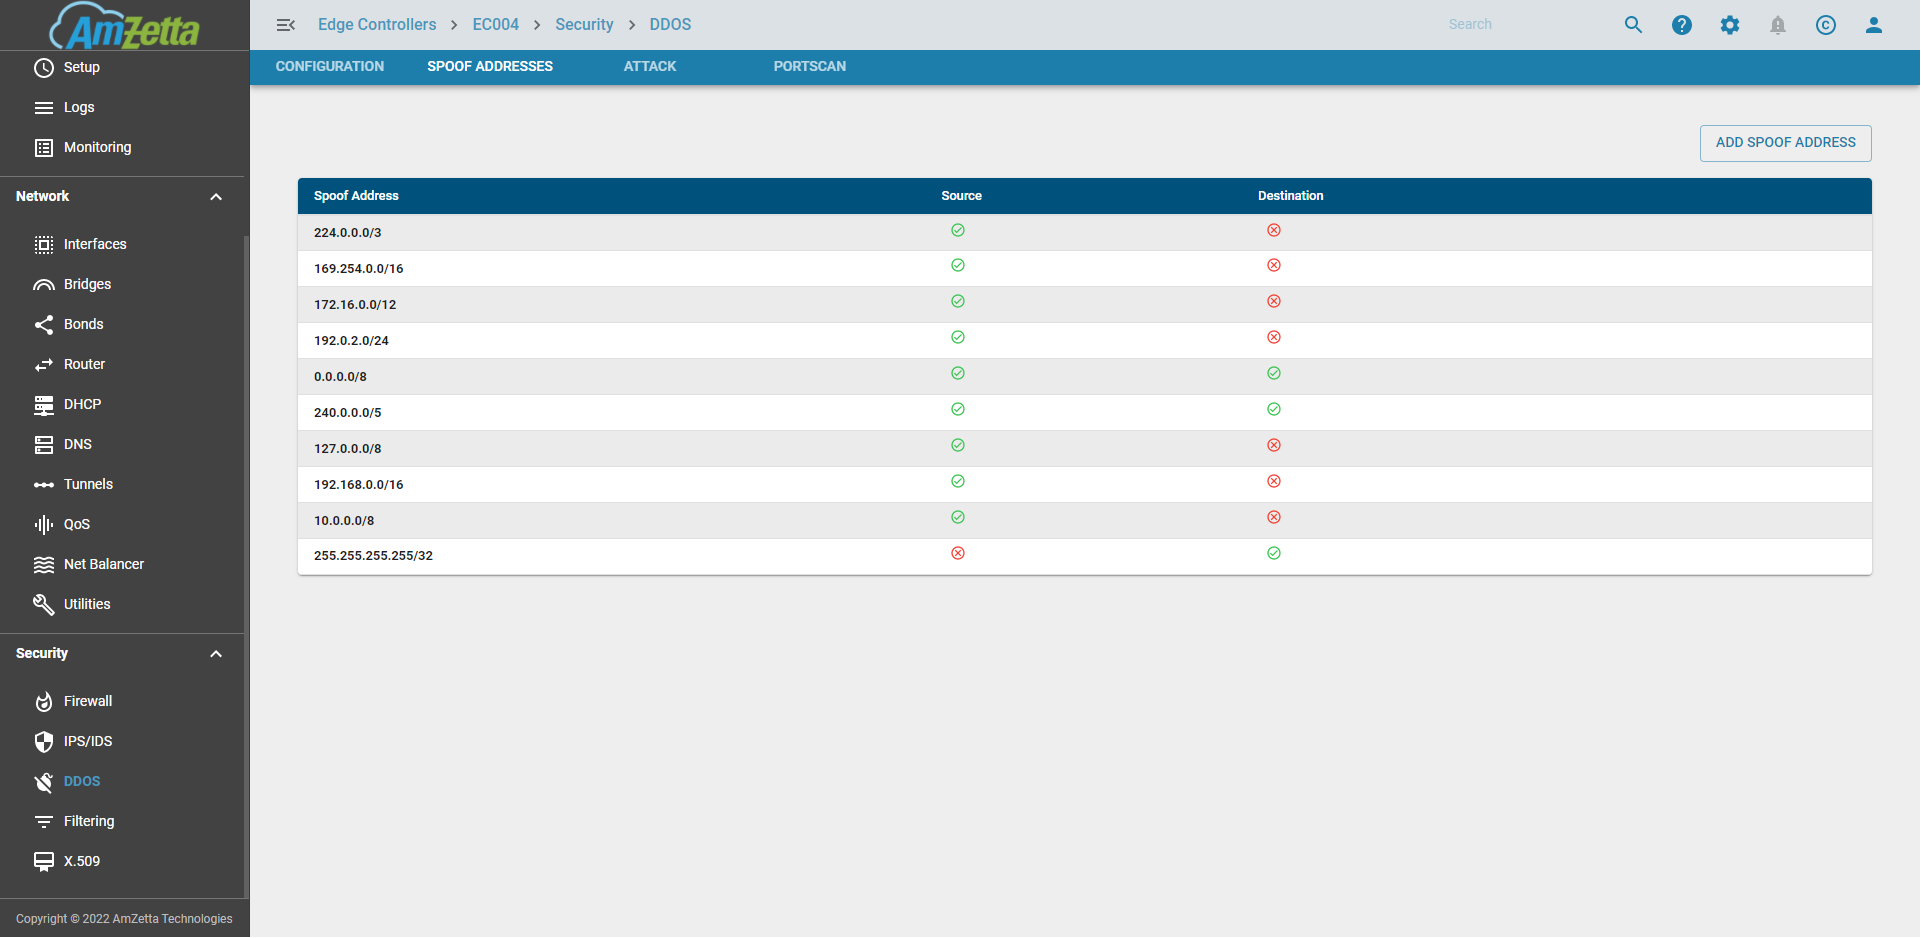 AmZetta
Edge Controllers > EC004 > Security > DDOS
Search
CONFIGURATION
SPOOF ADDRESSES
ATTACK
PORTSCAN
Setup
Logs
Monitoring
Network
Interfaces
Bridges
Bonds
Router
DHCP
DNS
Tunnels
QoS
Net Balancer
Utilities
Security
Firewall
IPS/IDS
DDOS
Filtering
X.509
Copyright © 2022 AmZetta Technologies
ADD SPOOF ADDRESS
Spoof Address Source Destination
224.0.0.0/3
169.254.0.0/16
172.16.0.0/12
192.0.2.0/24
0.0.0.0/8
240.0.0.0/5
127.0.0.0/8
192.168.0.0/16
10.0.0.0/8
255.255.255.255/32